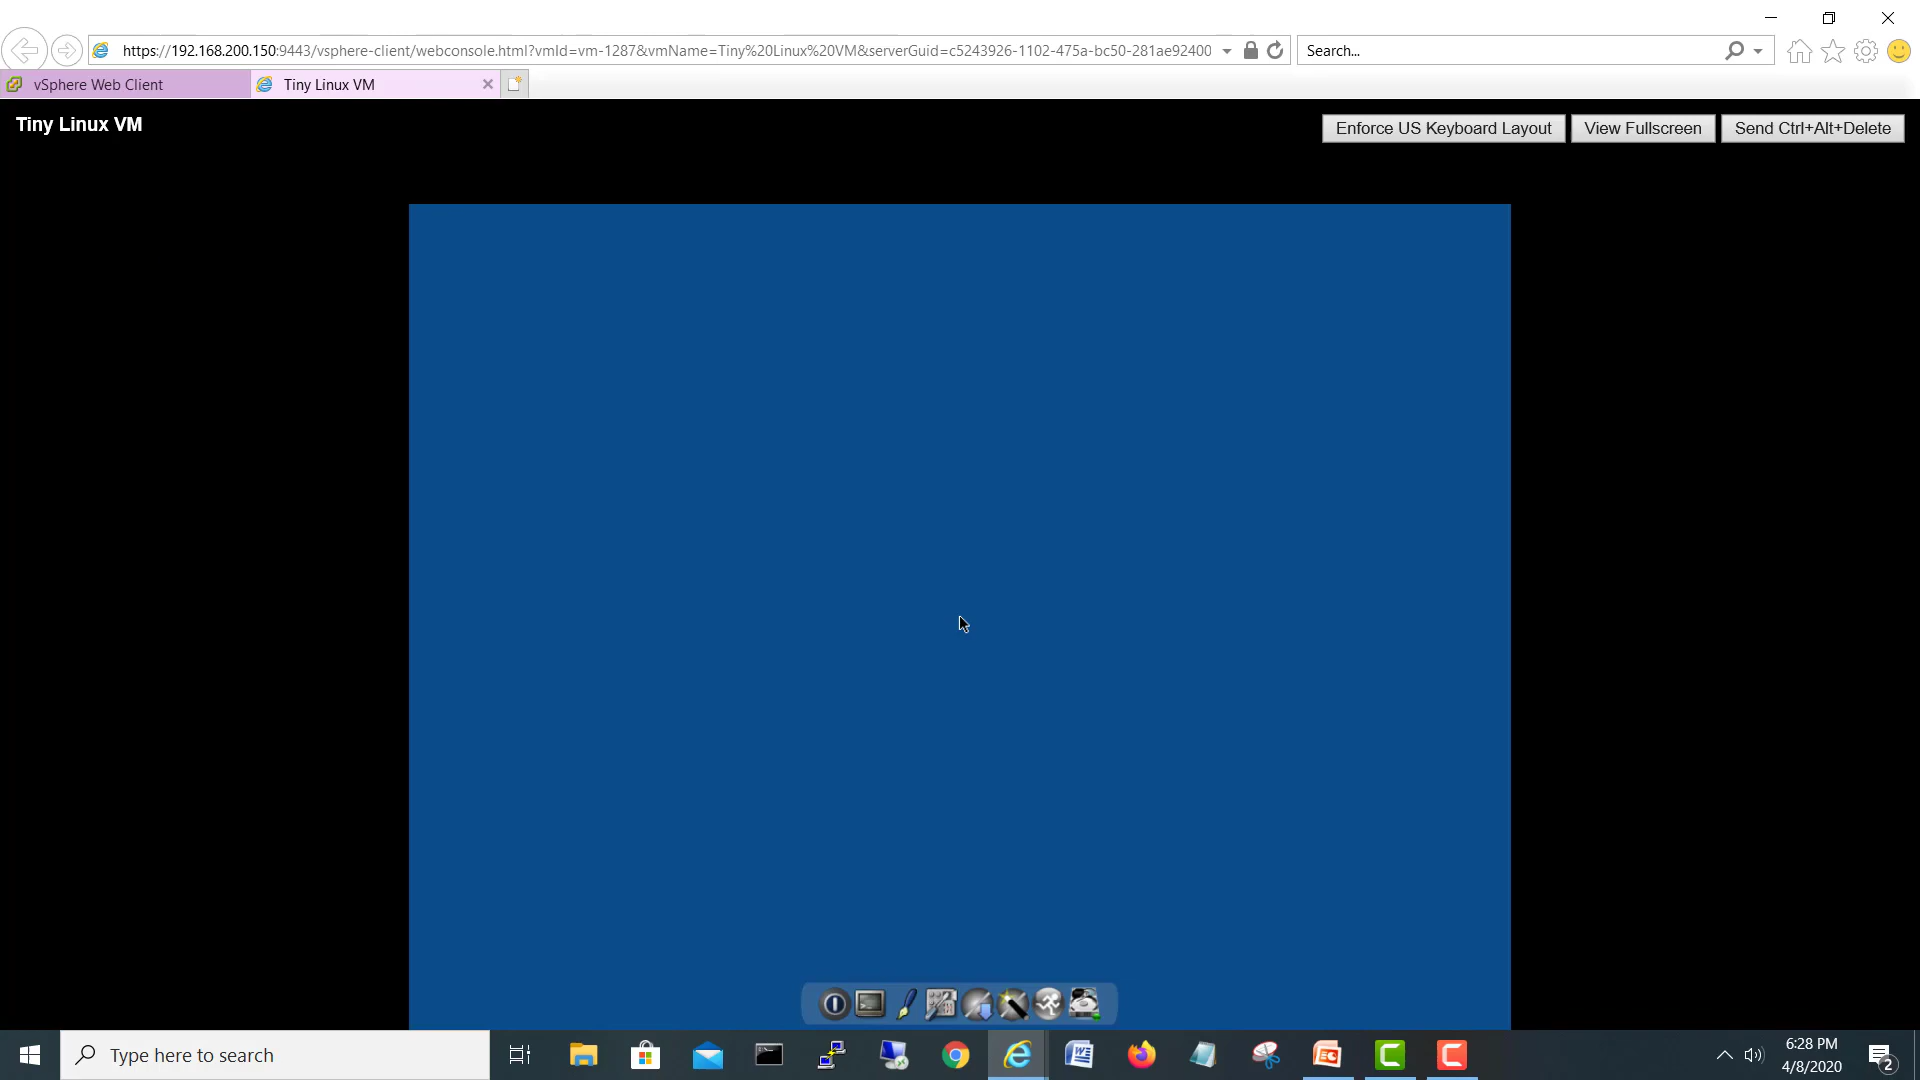 https://192.168.200.150:9443/vsphere-client/webconsole.html?vmId=vm-1287&vmName=Tiny%20Linux%20VM&serverGuid=c5243926-1102-475a-bc50-281ae92400
Search...
vSphere Web Client
Tiny Linux VM
Tiny Linux VM
Enforce US Keyboard Layout
View Fullscreen
Send Ctrl+Alt+Delete
Type here to search
6:28 PM
4/8/2020
2